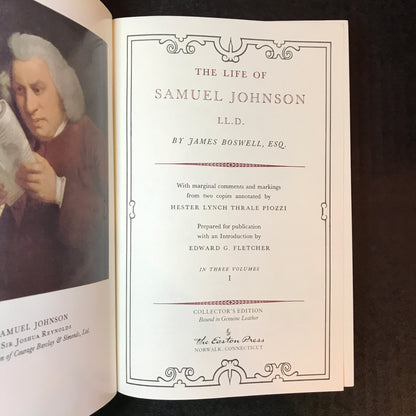 SAMUEL JOHNSON
Sir Joshua Reynolds
n of Courage Barclay & Simonds, Ltd.
THE LIFE OF
SAMUEL JOHNSON
LL.D.
BY JAMES BOSWELL, ESQ.
With marginal comments and markings
from two copies annotated by
HESTER LYNCH THRALE PIOZZI
Prepared for publication
with an Introduction by
EDWARD G. FLETCHER
IN THREE VOLUMES
I
COLLECTOR'S EDITION
Bound in Genuine Leather
The Easton Press
NORWALK, CONNECTICUT